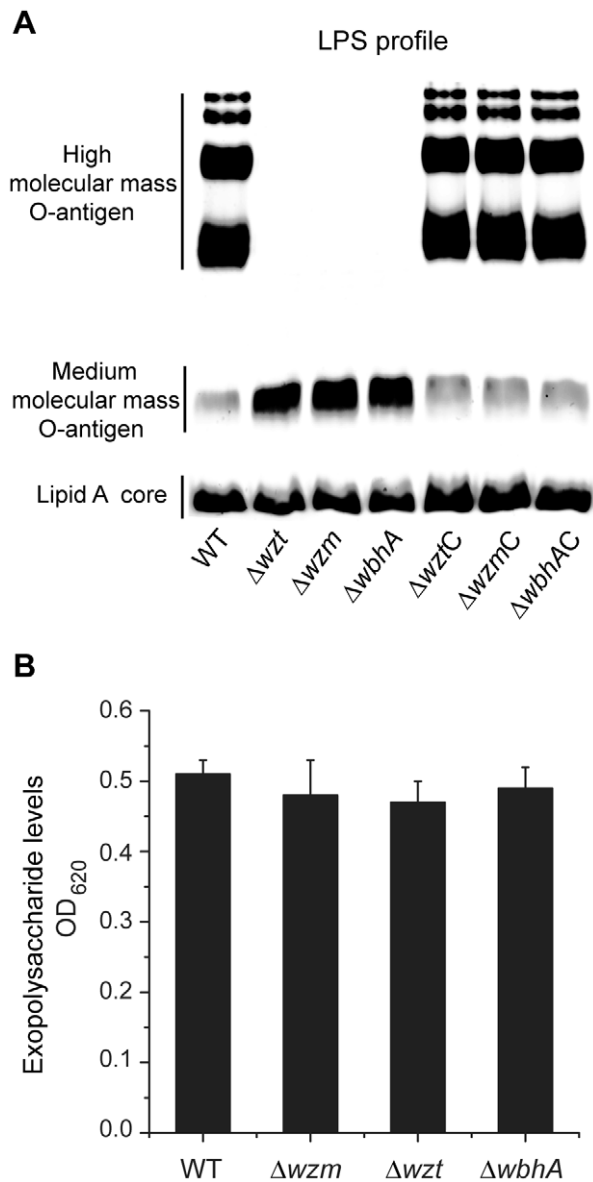 A
LPS profile
High
molecular mass
O-antigen
Medium
molecular mass
O-antigen
Lipid A core
WT
Δwzt
Δwzm
ΔwbhA
ΔwztC
ΔwzmC
ΔwbhAC
B
Exopolysaccharide levels
OD620
0.6
0.5
0.4
0.3
0.2
0.1
0.0
WT
Δwzm
Δwzt
ΔwbhA